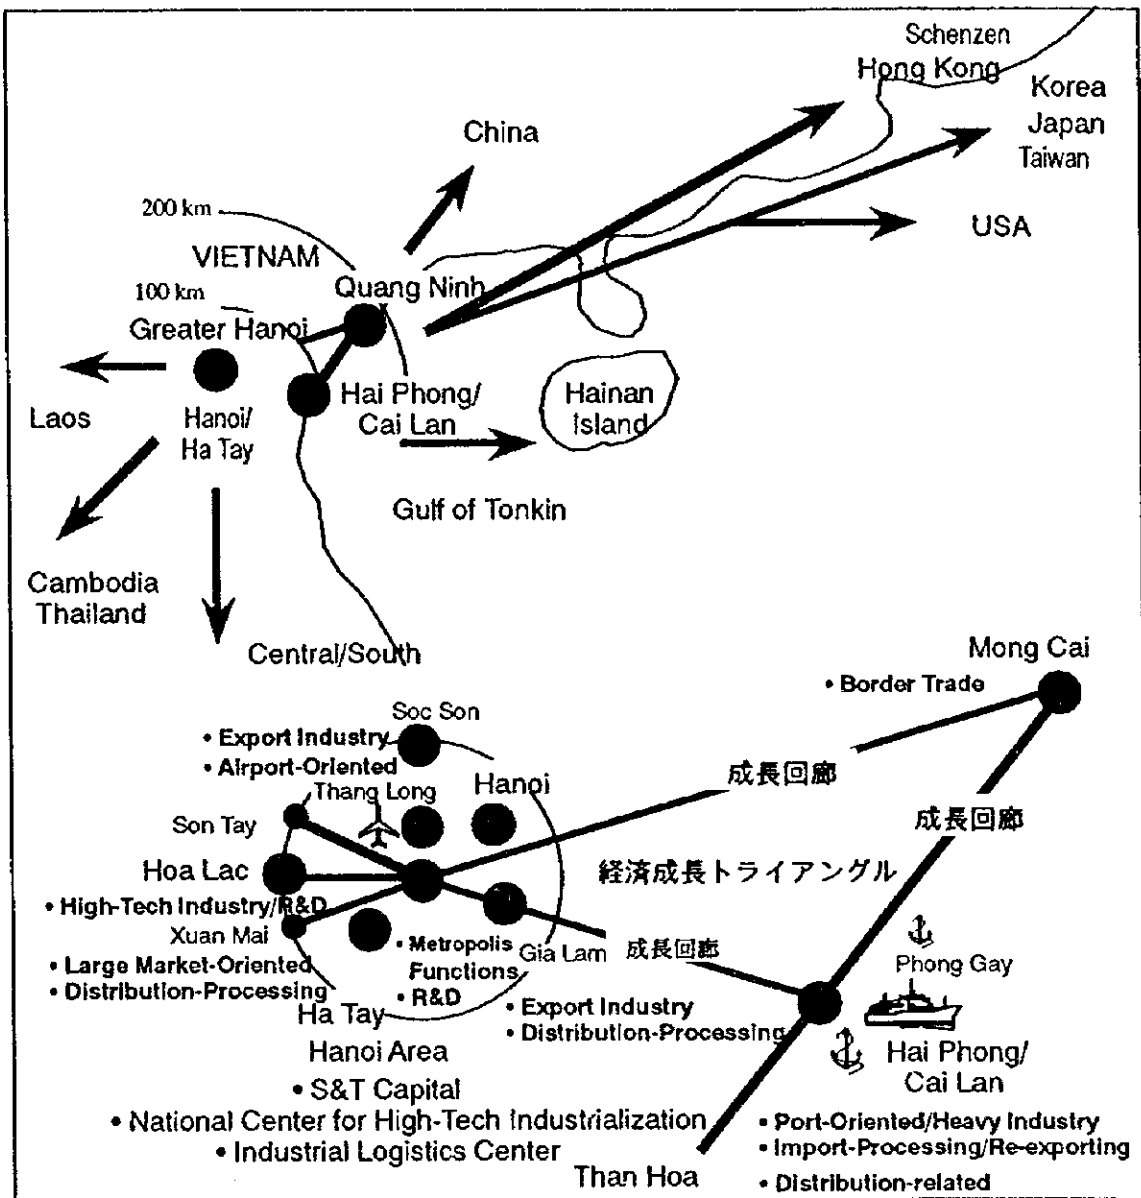 Schenzen
Hong Kong
Korea
Japan
Taiwan
China
200 km
USA
VIETNAM
Quang Ninh
100 km
Greater Hanoi
Hai Phong/
Cai Lan
Hainan
Island
Laos
Hanoi/
Ha Tay
Gulf of Tonkin
Cambodia
Thailand
Central/South
Mong Cai
• Border Trade
Soc Son
• Export Industry
• Airport-Oriented
Hanoi
Thang Long
成長回廊
Son Tay
成長回廊
Hoa Lac
経済成長トライアングル
• High-Tech Industry/R&D
Xuan Mai
• Large Market-Oriented
• Distribution-Processing
• Metropolis
Functions
• R&D
Gia Lam
成長回廊
Phong Gay
• Export Industry
• Distribution-Processing
Ha Tay
Hanoi Area
• S&T Capital
• National Center for High-Tech Industrialization
• Industrial Logistics Center
Hai Phong/
Cai Lan
• Port-Oriented/Heavy Industry
• Import-Processing/Re-exporting
• Distribution-related
Than Hoa